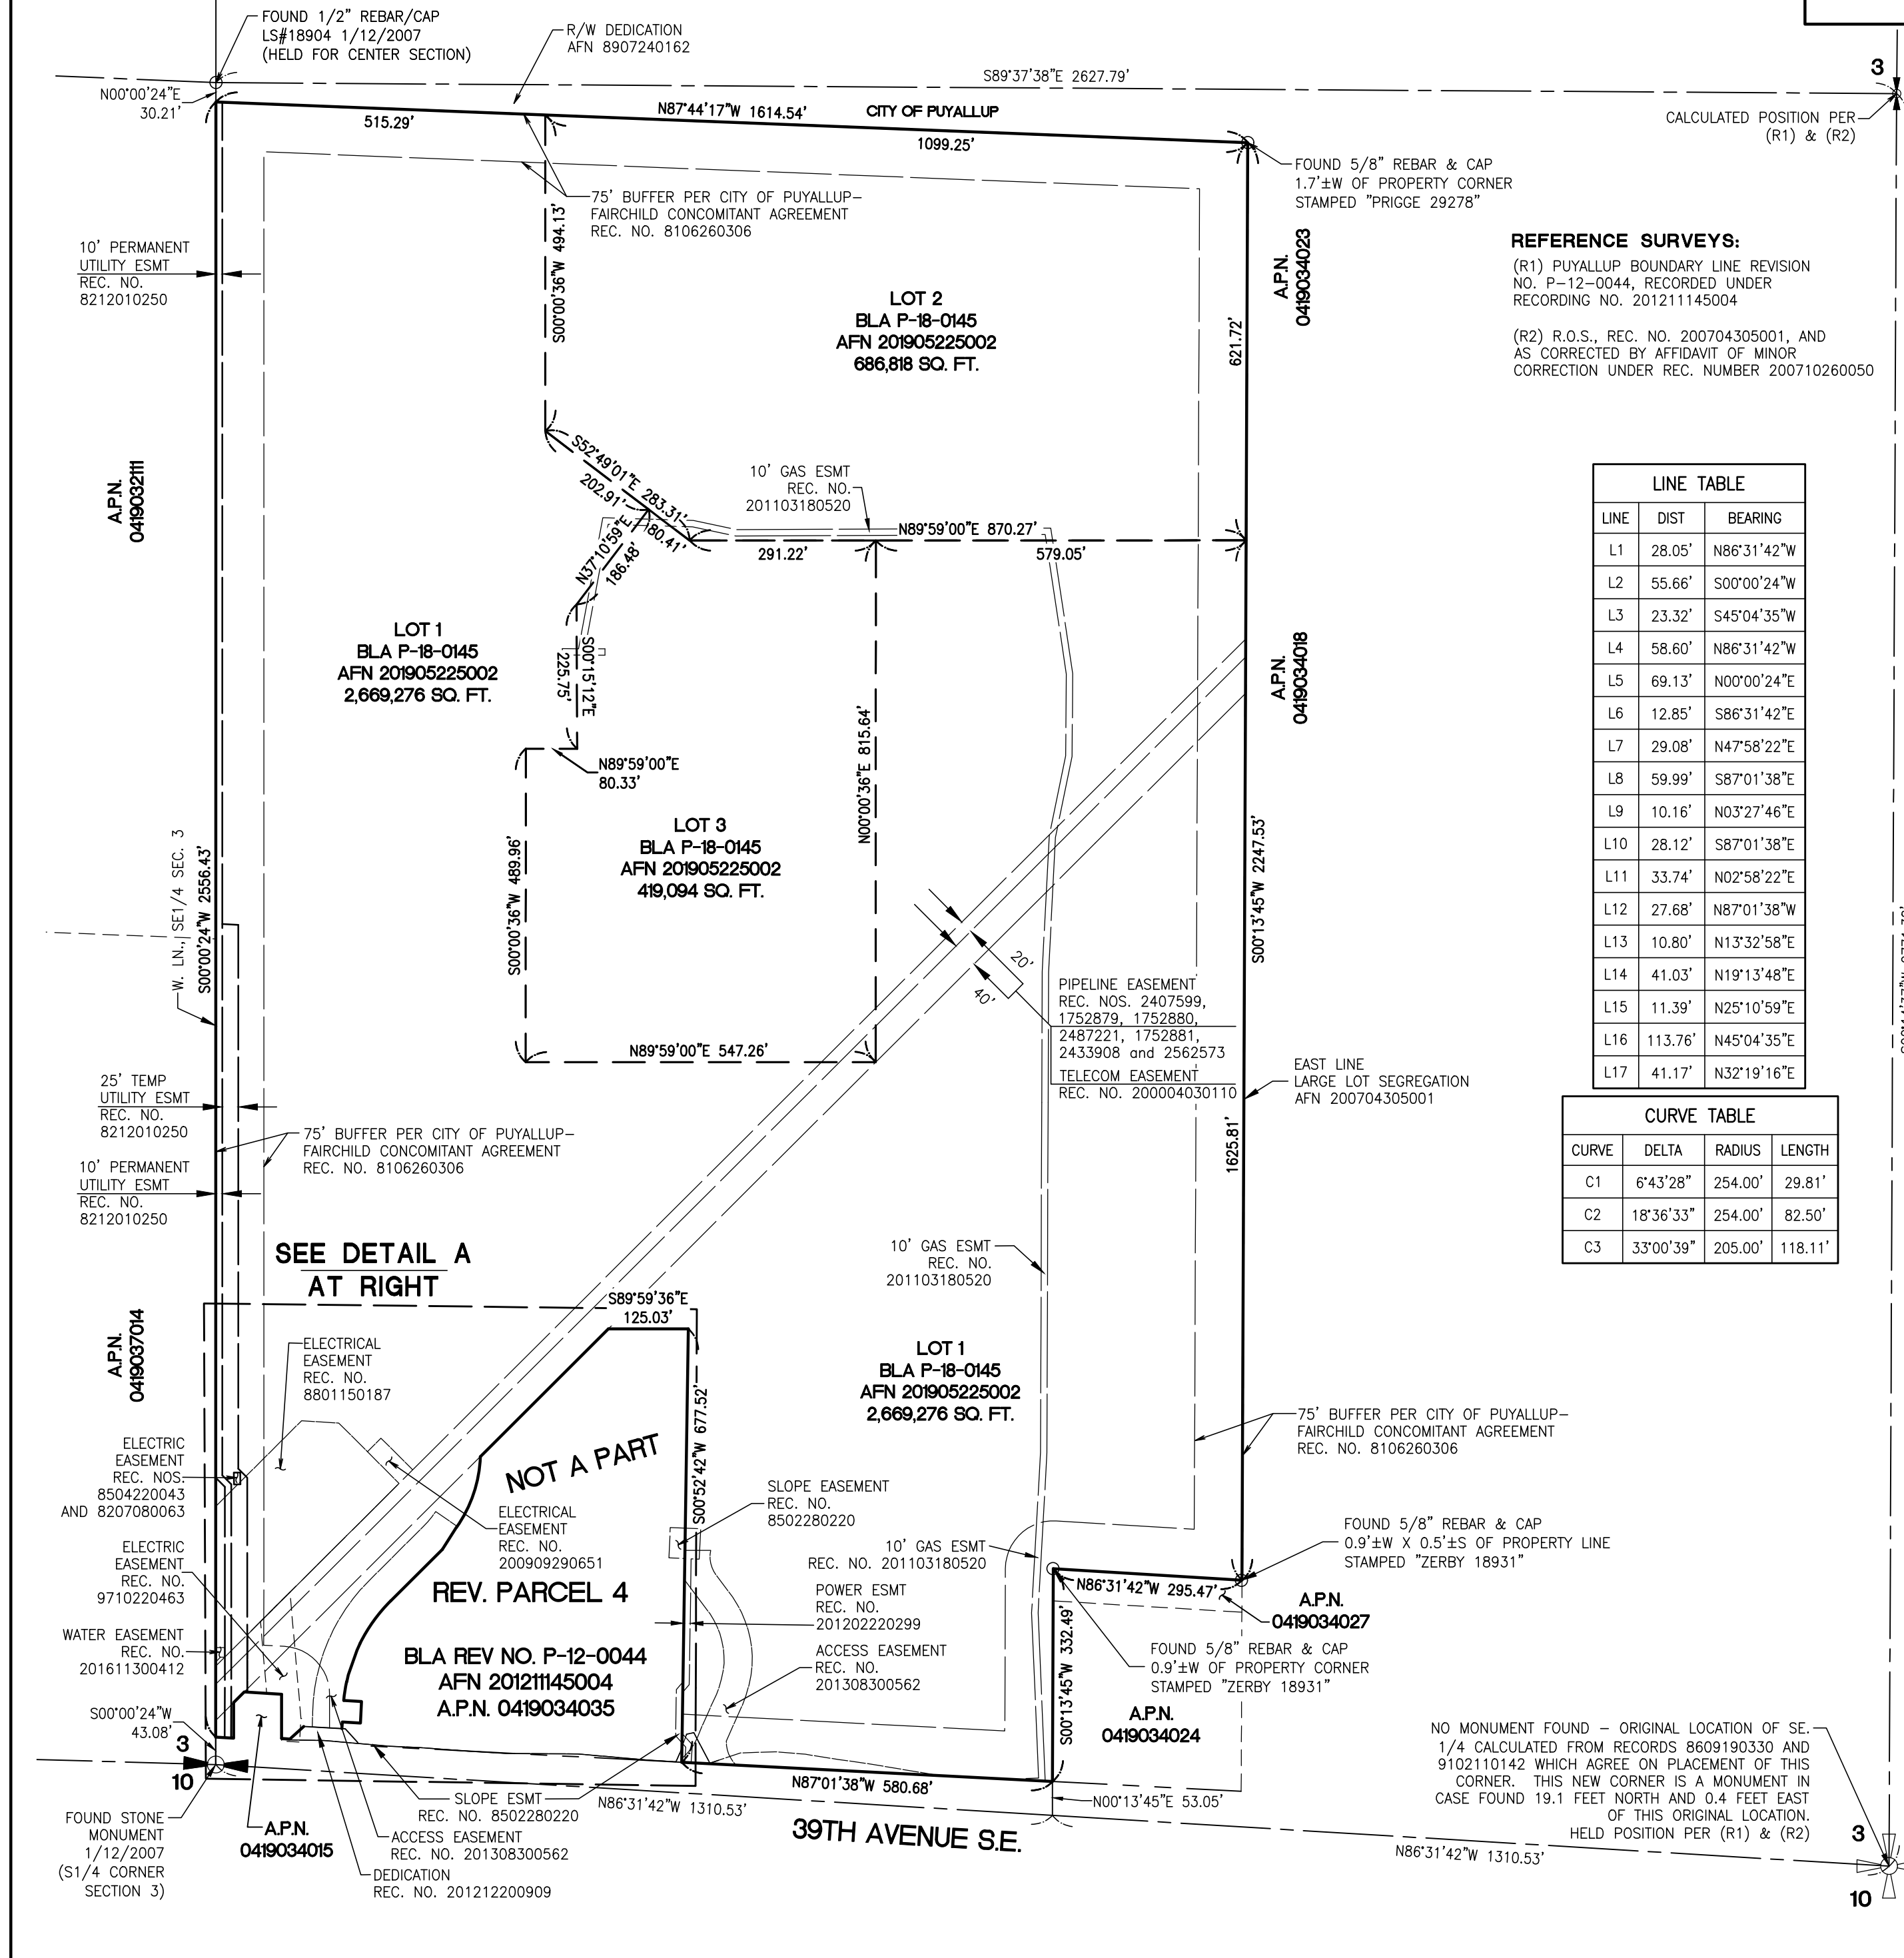 FOUND 1/2" REBAR/CAP
LS#18904 1/12/2007
(HELD FOR CENTER SECTION)
R/W DEDICATION
AFN 8907240162
S89°37'38"E 2627.79'
3
N00°00'24"E
30.21'
515.29'
N87°44'17"W 1614.54'
CITY OF PUYALLUP
1099.25'
CALCULATED POSITION PER
(R1) & (R2)
FOUND 5/8" REBAR & CAP
1.7'±W OF PROPERTY CORNER
STAMPED "PRIGGE 29278"
75' BUFFER PER CITY OF PUYALLUP-
FAIRCHILD CONCOMITANT AGREEMENT
REC. NO. 8106260306
10' PERMANENT
UTILITY ESMT
REC. NO.
8212010250
S00°00'36"W 494.13'
LOT 2
BLA P-18-0145
AFN 201905225002
686,818 SQ. FT.
621.72'
A.P.N.
0419034023
REFERENCE SURVEYS:
(R1) PUYALLUP BOUNDARY LINE REVISION
NO. P-12-0044, RECORDED UNDER
RECORDING NO. 201211145004
(R2) R.O.S., REC. NO. 200704305001, AND
AS CORRECTED BY AFFIDAVIT OF MINOR
CORRECTION UNDER REC. NUMBER 200710260050
A.P.N.
0419032111
S52°49'01"E 283.31'
202.91'
80.41'
N37°10'59"E
186.48'
10' GAS ESMT
REC. NO.
201103180520
N89°59'00"E 870.27'
291.22'
579.05'
LINE TABLE
LINE DIST BEARING
L1 28.05' N86°31'42"W
L2 55.66' S00°00'24"W
L3 23.32' S45°04'35"W
L4 58.60' N86°31'42"W
L5 69.13' N00°00'24"E
L6 12.85' S86°31'42"E
L7 29.08' N47°58'22"E
L8 59.99' S87°01'38"E
L9 10.16' N03°27'46"E
L10 28.12' S87°01'38"E
L11 33.74' N02°58'22"E
L12 27.68' N87°01'38"W
L13 10.80' N13°32'58"E
L14 41.03' N19°13'48"E
L15 11.39' N25°10'59"E
L16 113.76' N45°04'35"E
L17 41.17' N32°19'16"E
CURVE TABLE
CURVE DELTA RADIUS LENGTH
C1 6°43'28" 254.00' 29.81'
C2 18°36'33" 254.00' 82.50'
C3 33°00'39" 205.00' 118.11'
LOT 1
BLA P-18-0145
AFN 201905225002
2,669,276 SQ. FT.
S00°15'12"E
225.75'
N89°59'00"E
80.33'
N00°00'36"E 815.64'
A.P.N.
0419034018
LOT 3
BLA P-18-0145
AFN 201905225002
419,094 SQ. FT.
S00°00'36"W 489.96'
N89°59'00"E 547.26'
W. LN., SE1/4 SEC. 3
S00°00'24"W 2556.43'
S00°13'45"W 2247.53'
20'
40'
PIPELINE EASEMENT
REC. NOS. 2407599,
1752879, 1752880,
2487221, 1752881,
2433908 and 2562573
TELECOM EASEMENT
REC. NO. 200004030110
EAST LINE
LARGE LOT SEGREGATION
AFN 200704305001
1625.81'
25' TEMP
UTILITY ESMT
REC. NO.
8212010250
75' BUFFER PER CITY OF PUYALLUP-
FAIRCHILD CONCOMITANT AGREEMENT
REC. NO. 8106260306
10' PERMANENT
UTILITY ESMT
REC. NO.
8212010250
SEE DETAIL A
AT RIGHT
10' GAS ESMT
REC. NO.
201103180520
S89°59'36"E
125.03'
A.P.N.
0419037014
ELECTRICAL
EASEMENT
REC. NO.
8801150187
LOT 1
BLA P-18-0145
AFN 201905225002
2,669,276 SQ. FT.
S00°52'42"W 677.52'
75' BUFFER PER CITY OF PUYALLUP-
FAIRCHILD CONCOMITANT AGREEMENT
REC. NO. 8106260306
ELECTRIC
EASEMENT
REC. NOS.
8504220043
AND 8207080063
NOT A PART
ELECTRICAL
EASEMENT
REC. NO.
200909290651
SLOPE EASEMENT
REC. NO.
8502280220
10' GAS ESMT
REC. NO. 201103180520
FOUND 5/8" REBAR & CAP
0.9'±W X 0.5'±S OF PROPERTY LINE
STAMPED "ZERBY 18931"
ELECTRIC
EASEMENT
REC. NO.
9710220463
REV. PARCEL 4
POWER ESMT
REC. NO.
201202220299
N86°31'42"W 295.47'
A.P.N.
0419034027
WATER EASEMENT
REC. NO.
201611300412
BLA REV NO. P-12-0044
AFN 201211145004
A.P.N. 0419034035
ACCESS EASEMENT
REC. NO.
201308300562
S00°13'45"W 332.49'
FOUND 5/8" REBAR & CAP
0.9'±W OF PROPERTY CORNER
STAMPED "ZERBY 18931"
A.P.N.
0419034024
S00°00'24"W
43.08'
3
10
NO MONUMENT FOUND - ORIGINAL LOCATION OF SE.
1/4 CALCULATED FROM RECORDS 8609190330 AND
9102110142 WHICH AGREE ON PLACEMENT OF THIS
CORNER. THIS NEW CORNER IS A MONUMENT IN
CASE FOUND 19.1 FEET NORTH AND 0.4 FEET EAST
OF THIS ORIGINAL LOCATION.
HELD POSITION PER (R1) & (R2)
N87°01'38"W 580.68'
N00°13'45"E 53.05'
SLOPE ESMT
REC. NO. 8502280220
N86°31'42"W 1310.53'
39TH AVENUE S.E.
N86°31'42"W 1310.53'
FOUND STONE
MONUMENT
1/12/2007
(S1/4 CORNER
SECTION 3)
A.P.N.
0419034015
ACCESS EASEMENT
REC. NO. 201308300562
DEDICATION
REC. NO. 201212200909
3
10